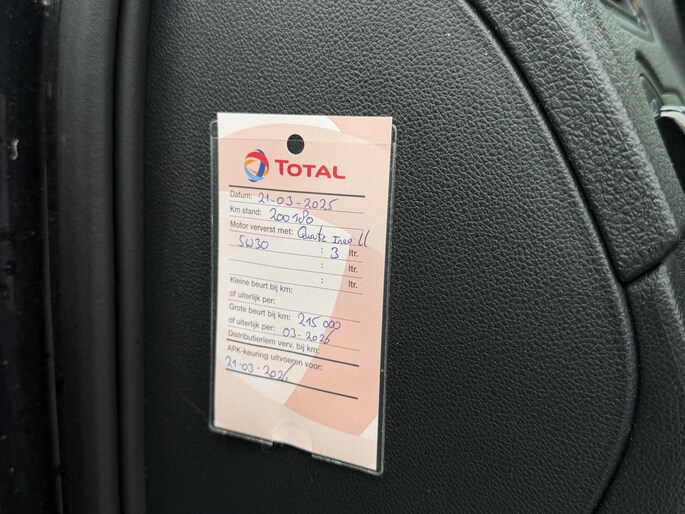 TOTAL
Datum: 21-03-2025
Km stand: 200780
Motor ververst met: Quartz Ineo ll
5W30 : 3 ltr.
: ltr.
: ltr.
Kleine beurt bij km:
of uiterlijk per:
Grote beurt bij km: 215 000
of uiterlijk per: 03-2026
Distributieriem verv. bij km:
APK-keuring uitvoeren voor:
21-03-2026